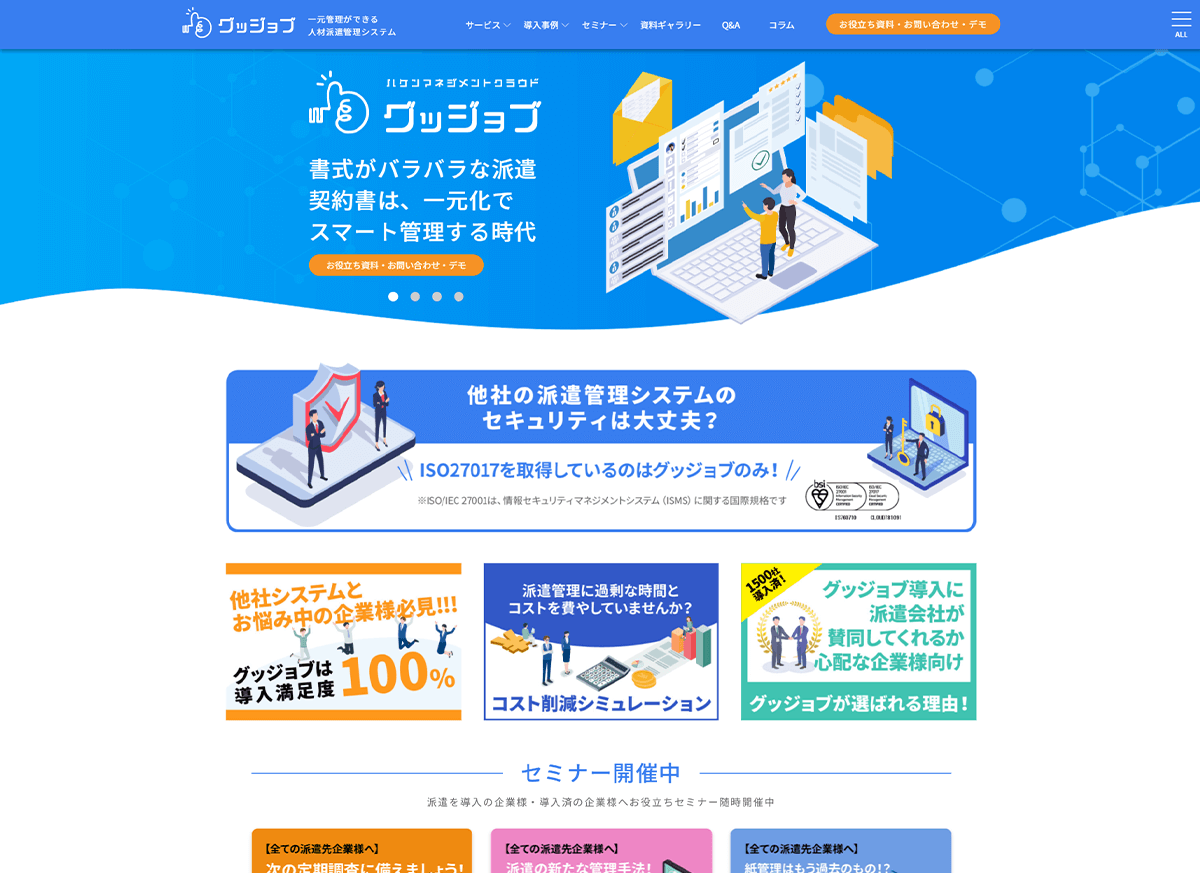 グッジョブ
一元管理ができる
人材派遣管理システム
サービス
導入事例
セミナー
資料ギャラリー
Q&A
コラム
お役立ち資料・お問い合わせ・デモ
ALL
ハケンマネジメントクラウド
グッジョブ
書式がバラバラな派遣
契約書は、一元化で
スマート管理する時代
お役立ち資料・お問い合わせ・デモ
他社の派遣管理システムの
セキュリティは大丈夫？
ISO27017を取得しているのはグッジョブのみ！
※ISO/IEC 27001は、情報セキュリティマネジメントシステム（ISMS）に関する国際規格です
bsi
他社システムと
お悩み中の企業様必見!!!
グッジョブは
導入満足度
100%
派遣管理に過剰な時間と
コストを費やしていませんか？
コスト削減シミュレーション
1500社
導入済！
グッジョブ導入に
派遣会社が
賛同してくれるか
心配な企業様向け
グッジョブが選ばれる理由！
セミナー開催中
派遣を導入の企業様・導入済の企業様へお役立ちセミナー随時開催中
【全ての派遣先企業様へ】
次の定期調査に備えましょう！
【全ての派遣先企業様へ】
派遣の新たな管理手法！
【全ての派遣先企業様へ】
紙管理はもう過去のもの！？